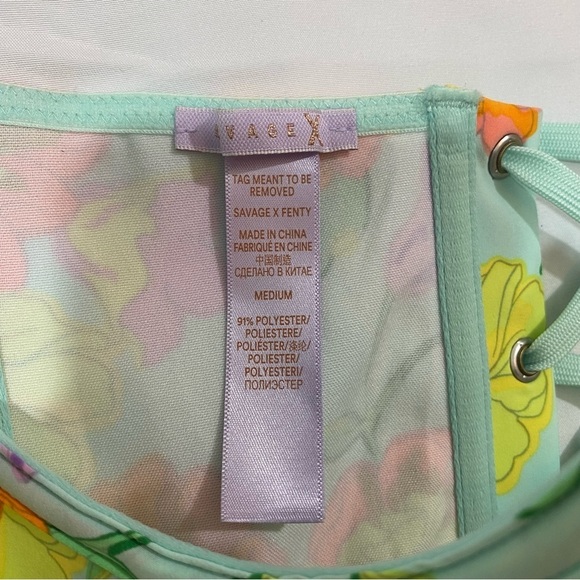 TAG MEANT TO BE
REMOVED
SAVAGE X FENTY
MADE IN CHINA
FABRIQUÉ EN CHINE
中国制造
СДЕЛАНО В КИТАЕ
MEDIUM
91% POLYESTER/
POLIESTERE/
POLIÉSTER/涤纶/
POLIESTER/
POLYESTERI/
ПОЛИЭСТЕР